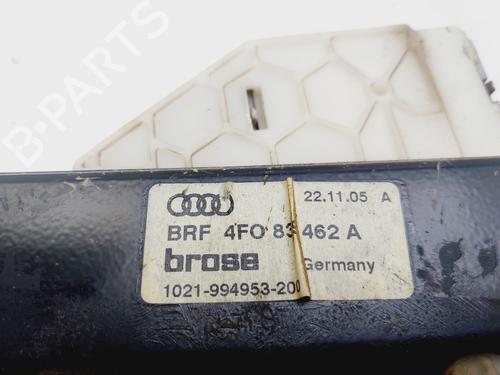 B-PARTS
22.11.05 A
BRF 4F0 83 462 A
brose Germany
1021-994953-200